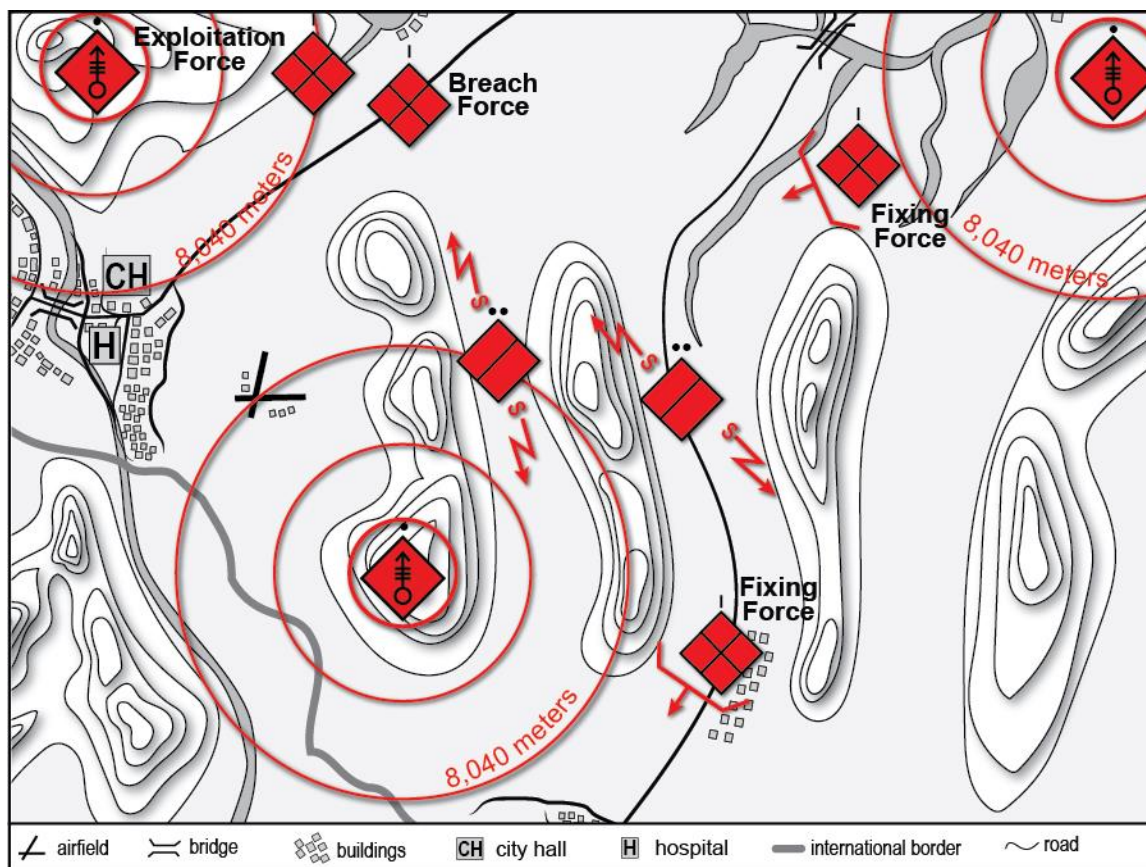 Exploitation
Force
Breach
Force
Fixing
Force
8,040 meters
8,040 meters
CH
H
S
S
S
S
Fixing
Force
8,040 meters
airfield
bridge
buildings
CH city hall
H hospital
international border
road